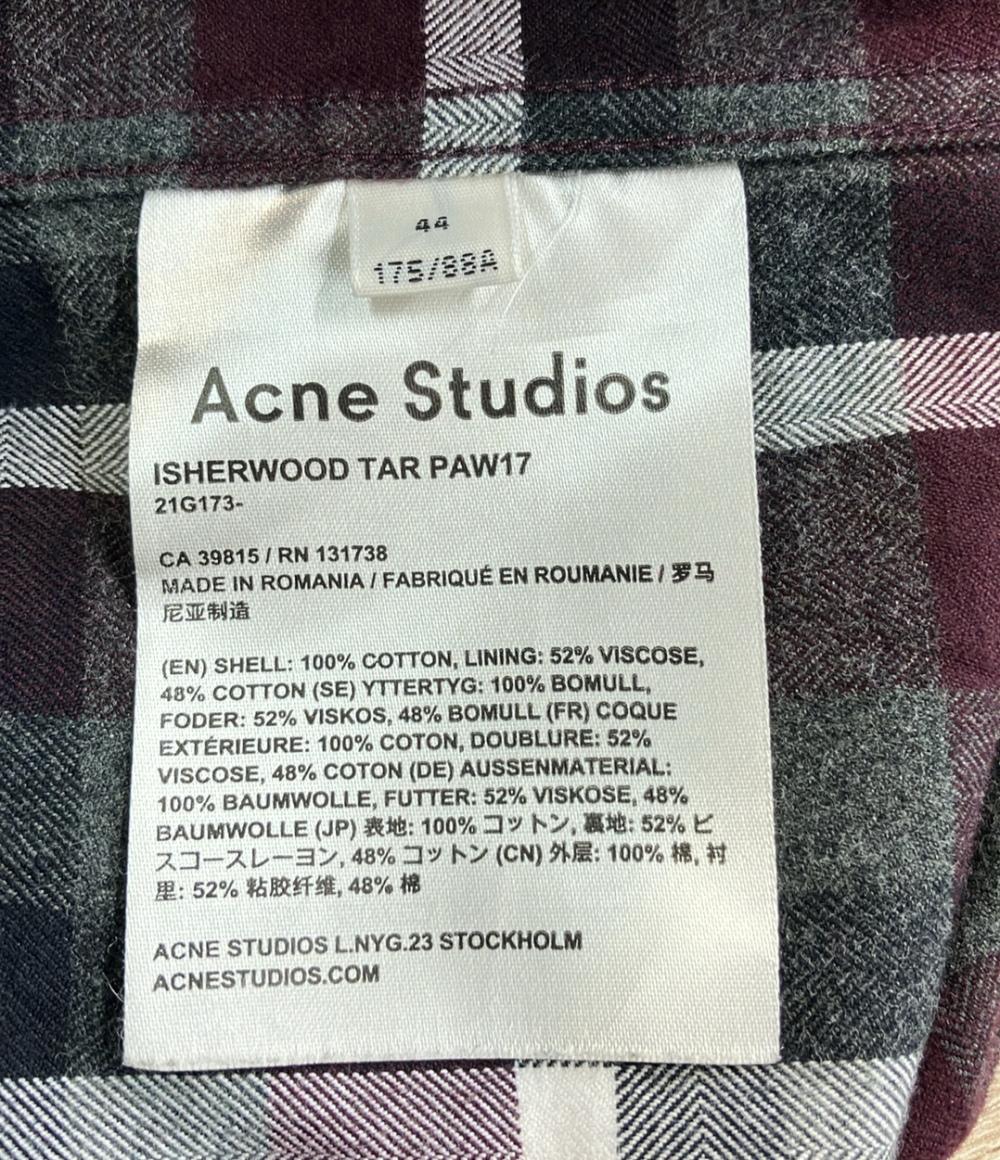 44
175/88A
Acne Studios
ISHERWOOD TAR PAW17
21G173-
CA 39815 / RN 131738
MADE IN ROMANIA / FABRIQUÉ EN ROUMANIE / 罗马
尼亚制造
(EN) SHELL: 100% COTTON, LINING: 52% VISCOSE,
48% COTTON (SE) YTTERTYG: 100% BOMULL,
FODER: 52% VISKOS, 48% BOMULL (FR) COQUE
EXTÉRIEURE: 100% COTON, DOUBLURE: 52%
VISCOSE, 48% COTON (DE) AUSSENMATERIAL:
100% BAUMWOLLE, FUTTER: 52% VISKOSE, 48%
BAUMWOLLE (JP) 表地: 100% コットン, 裏地: 52% ビ
スコースレーヨン, 48% コットン (CN) 外层: 100% 棉, 衬
里: 52% 粘胶纤维, 48% 棉
ACNE STUDIOS L.NYG.23 STOCKHOLM
ACNESTUDIOS.COM